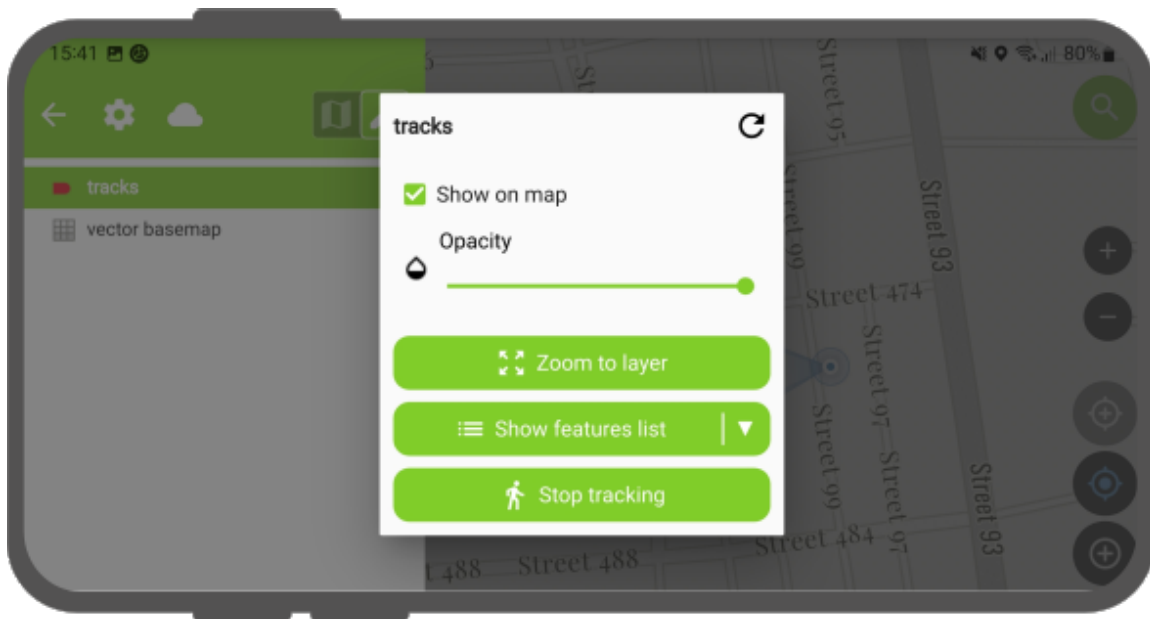 15:41
80%
tracks
vector basemap
tracks
Show on map
Opacity
Zoom to layer
Show features list
Stop tracking
Street 95
Street 99
Street 93
Street 474
Street 97
Street 99
Street 97
Street 93
Street 484
Street 488
488